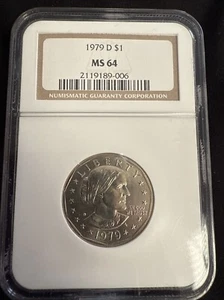 1979 D $1
MS 64
2119189-006
NUMISMATIC GUARANTY CORPORATION
LIBERTY
1979